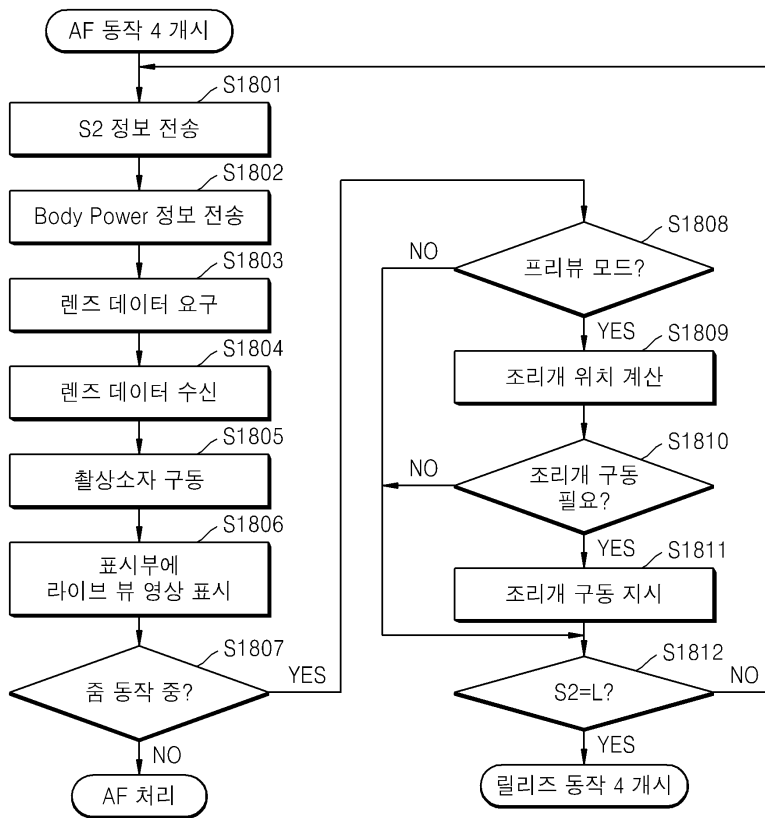 AF 동작 4 개시
S1801
S2 정보 전송
S1802
Body Power 정보 전송
S1803
렌즈 데이터 요구
S1804
렌즈 데이터 수신
S1805
촬상소자 구동
S1806
표시부에
라이브 뷰 영상 표시
S1807
줌 동작 중?
YES
NO
AF 처리
S1808
프리뷰 모드?
NO
YES
S1809
조리개 위치 계산
S1810
조리개 구동
필요?
NO
YES
S1811
조리개 구동 지시
S1812
S2=L?
NO
YES
릴리즈 동작 4 개시